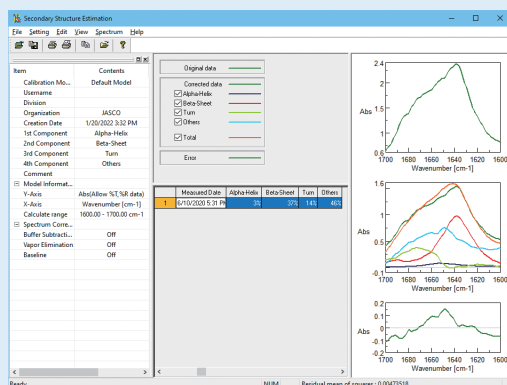 Secondary Structure Estimation
File Setting Edit View Spectrum Help
Item Contents
Calibration Mo... Default Model
Username
Division
Organization JASCO
Creation Date 1/20/2022 3:32 PM
1st Component Alpha-Helix
2nd Component Beta-Sheet
3rd Component Turn
4th Component Others
Comment
Model Informat...
Y-Axis Abs(Allow %T,%R data)
X-Axis Wavenumber [cm-1]
Calculate range 1600.00 - 1700.00 cm-1
Spectrum Corre...
Buffer Subtracti... Off
Vapor Elimination Off
Baseline Off
Original data
Corrected data
Alpha-Helix
Beta-Sheet
Turn
Others
Total
Error
Measured Date Alpha-Helix Beta-Sheet Turn Others
1 6/10/2020 5:31 PM 3% 37% 14% 46%
2.4
2
1.5
1
0.6
Abs
1700 1680 1660 1640 1620 1600
Wavenumber [cm-1]
1.6
1
0.5
-0.1
Abs
1700 1680 1660 1640 1620 1600
Wavenumber [cm-1]
0.2
0.1
0
-0.1
-0.2
Abs
1700 1680 1660 1640 1620 1600
Wavenumber [cm-1]
Ready NUM Residual mean of squares : 0.00473518